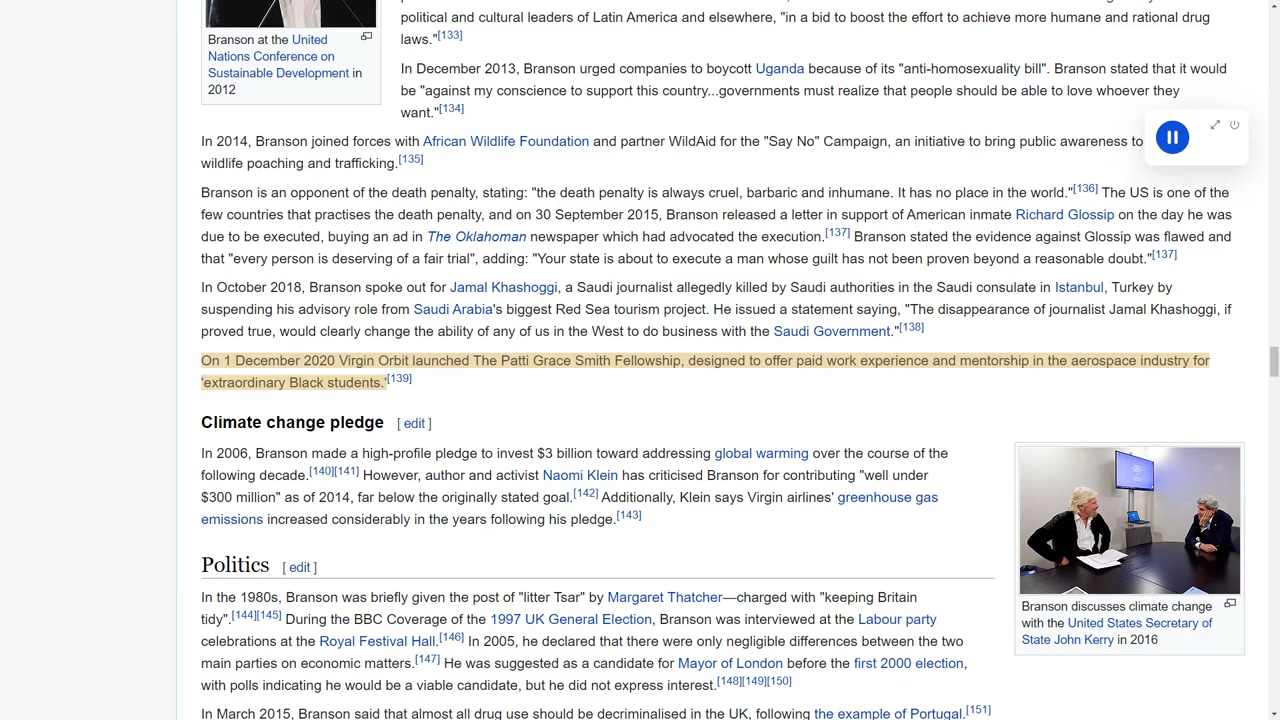 political and cultural leaders of Latin America and elsewhere, "in a bid to boost the effort to achieve more humane and rational drug
laws."[133]
Branson at the United
Nations Conference on
Sustainable Development in
2012
In December 2013, Branson urged companies to boycott Uganda because of its "anti-homosexuality bill". Branson stated that it would
be "against my conscience to support this country...governments must realize that people should be able to love whoever they
want."[134]
In 2014, Branson joined forces with African Wildlife Foundation and partner WildAid for the "Say No" Campaign, an initiative to bring public awareness to
wildlife poaching and trafficking.[135]
Branson is an opponent of the death penalty, stating: "the death penalty is always cruel, barbaric and inhumane. It has no place in the world."[136] The US is one of the
few countries that practises the death penalty, and on 30 September 2015, Branson released a letter in support of American inmate Richard Glossip on the day he was
due to be executed, buying an ad in The Oklahoman newspaper which had advocated the execution.[137] Branson stated the evidence against Glossip was flawed and
that "every person is deserving of a fair trial", adding: "Your state is about to execute a man whose guilt has not been proven beyond a reasonable doubt."[137]
In October 2018, Branson spoke out for Jamal Khashoggi, a Saudi journalist allegedly killed by Saudi authorities in the Saudi consulate in Istanbul, Turkey by
suspending his advisory role from Saudi Arabia's biggest Red Sea tourism project. He issued a statement saying, "The disappearance of journalist Jamal Khashoggi, if
proved true, would clearly change the ability of any of us in the West to do business with the Saudi Government."[138]
On 1 December 2020 Virgin Orbit launched The Patti Grace Smith Fellowship, designed to offer paid work experience and mentorship in the aerospace industry for
'extraordinary Black students.'[139]
Climate change pledge [ edit ]
In 2006, Branson made a high-profile pledge to invest $3 billion toward addressing global warming over the course of the
following decade.[140][141] However, author and activist Naomi Klein has criticised Branson for contributing "well under
$300 million" as of 2014, far below the originally stated goal.[142] Additionally, Klein says Virgin airlines' greenhouse gas
emissions increased considerably in the years following his pledge.[143]
Branson discusses climate change
with the United States Secretary of
State John Kerry in 2016
Politics [ edit ]
In the 1980s, Branson was briefly given the post of "litter Tsar" by Margaret Thatcher—charged with "keeping Britain
tidy".[144][145] During the BBC Coverage of the 1997 UK General Election, Branson was interviewed at the Labour party
celebrations at the Royal Festival Hall.[146] In 2005, he declared that there were only negligible differences between the two
main parties on economic matters.[147] He was suggested as a candidate for Mayor of London before the first 2000 election,
with polls indicating he would be a viable candidate, but he did not express interest.[148][149][150]
In March 2015, Branson said that almost all drug use should be decriminalised in the UK, following the example of Portugal.[151]